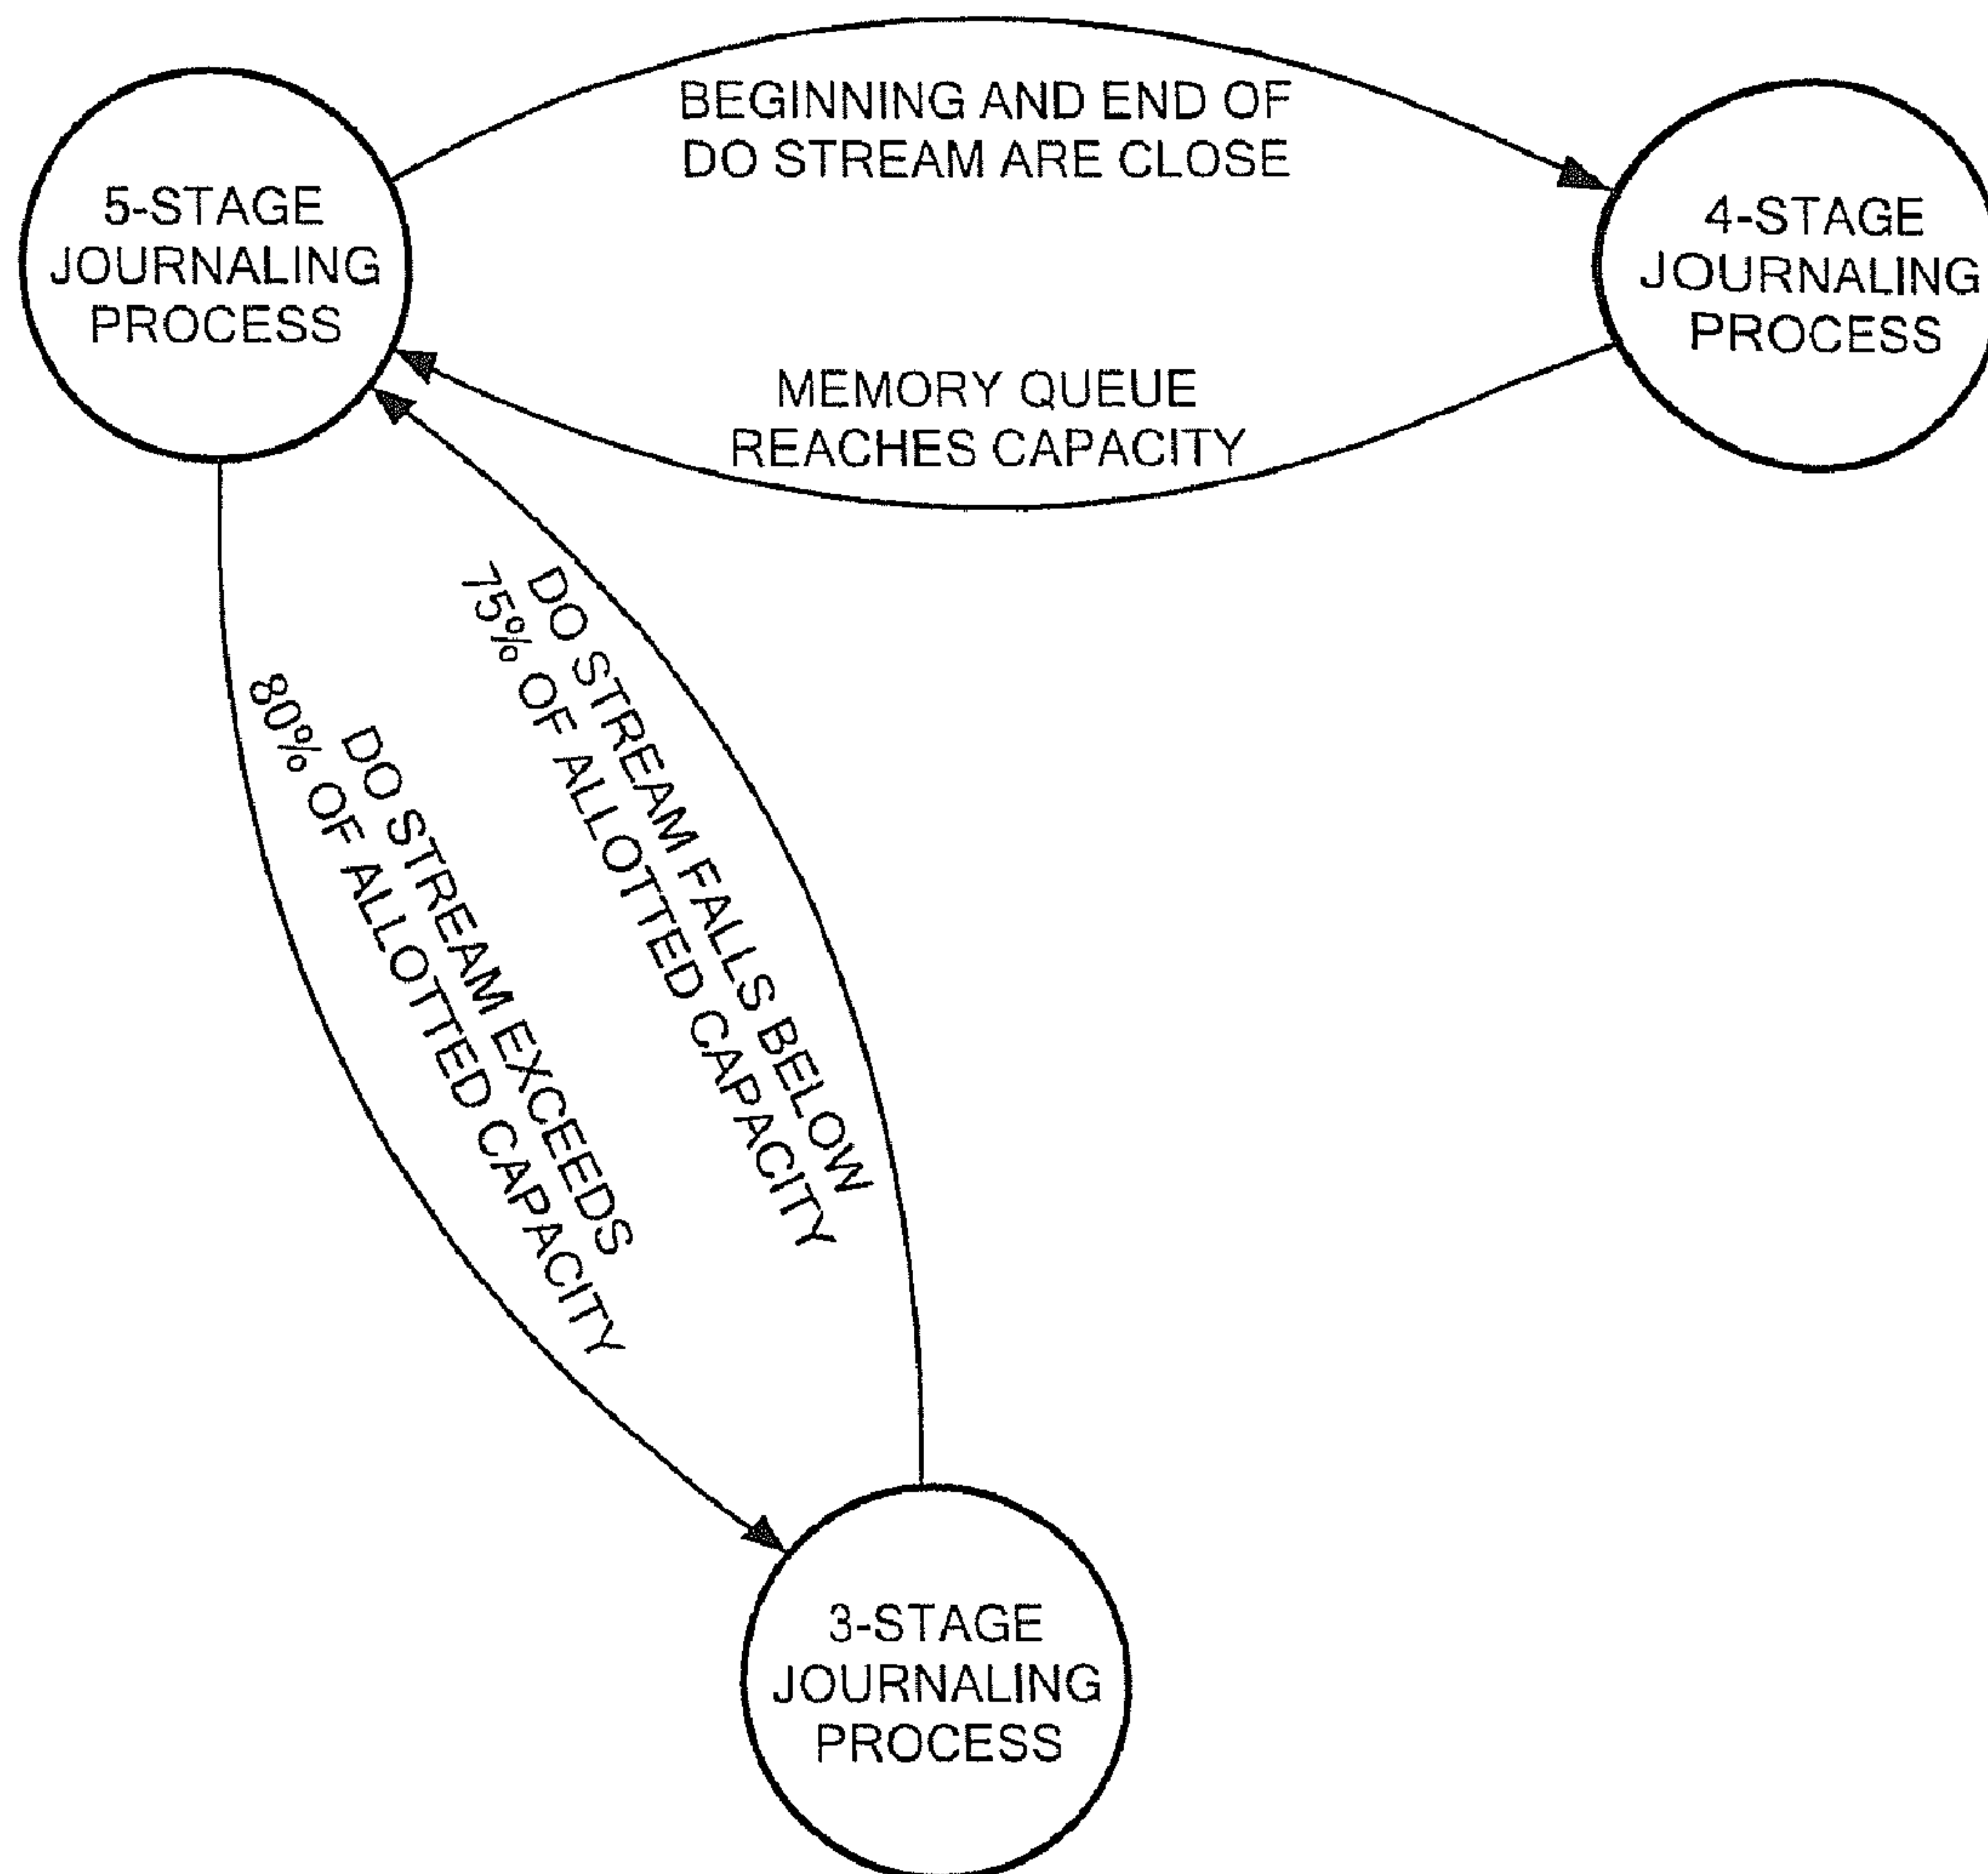 BEGINNING AND END OF
DO STREAM ARE CLOSE
5-STAGE
JOURNALING
PROCESS
4-STAGE
JOURNALING
PROCESS
MEMORY QUEUE
REACHES CAPACITY
DO STREAM FALLS BELOW
75% OF ALLOTTED CAPACITY
DO STREAM EXCEEDS
80% OF ALLOTTED CAPACITY
3-STAGE
JOURNALING
PROCESS